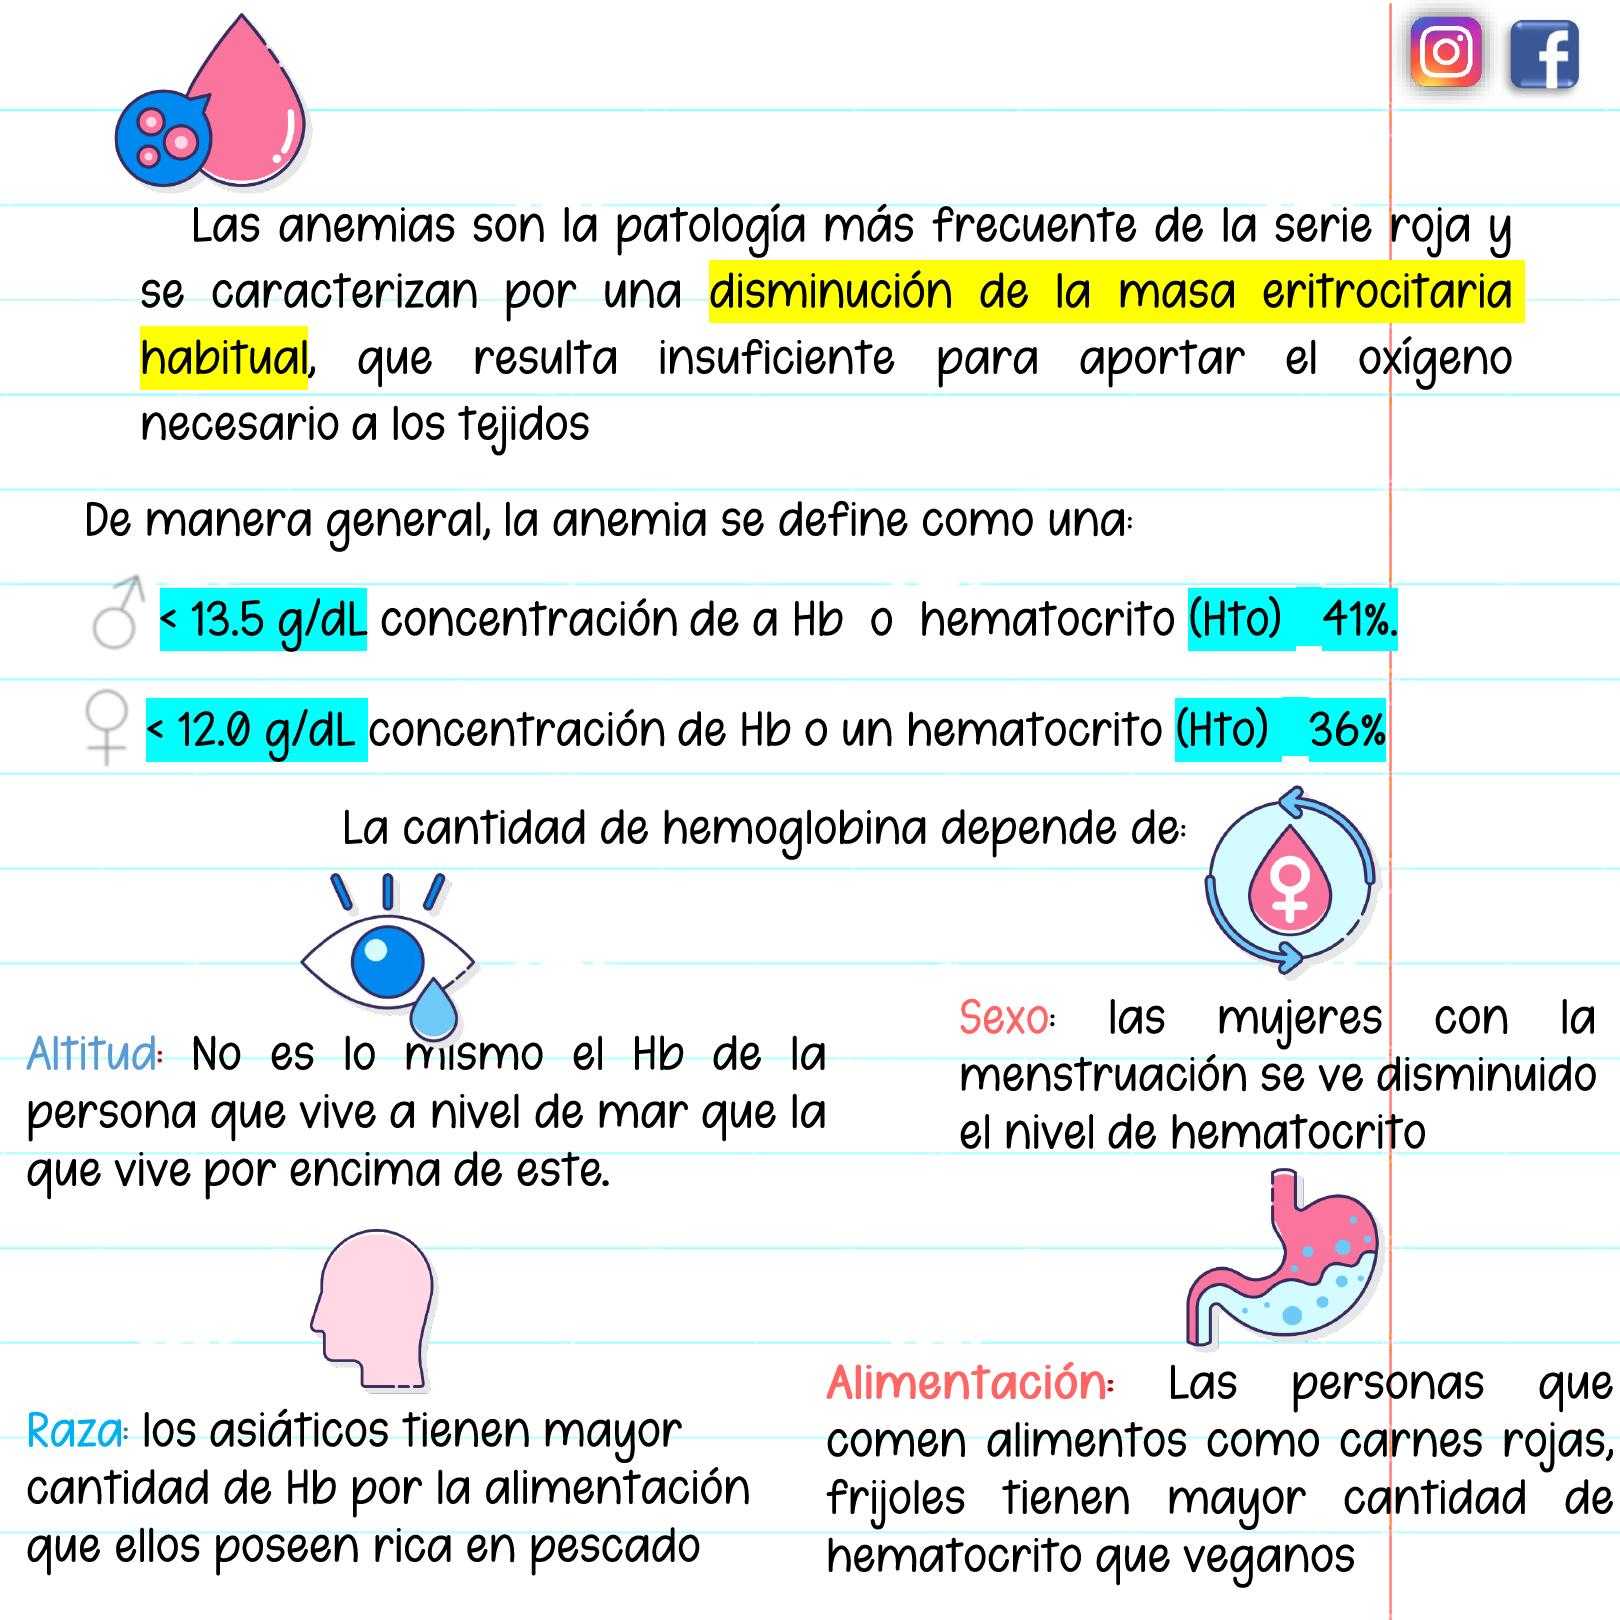 Las anemias son la patología más frecuente de la serie roja y
se caracterizan por una disminución de la masa eritrocitaria
habitual, que resulta insuficiente para aportar el oxígeno
necesario a los tejidos
De manera general, la anemia se define como una:
< 13.5 g/dL concentración de a Hb o hematocrito (Hto) 41%.
< 12.0 g/dL concentración de Hb o un hematocrito (Hto) 36%
La cantidad de hemoglobina depende de:
Altitud: No es lo mismo el Hb de la
persona que vive a nivel de mar que la
que vive por encima de este.
Sexo: las mujeres con la
menstruación se ve disminuido
el nivel de hematocrito
Raza: los asiáticos tienen mayor
cantidad de Hb por la alimentación
que ellos poseen rica en pescado
Alimentación: Las personas que
comen alimentos como carnes rojas,
frijoles tienen mayor cantidad de
hematocrito que veganos